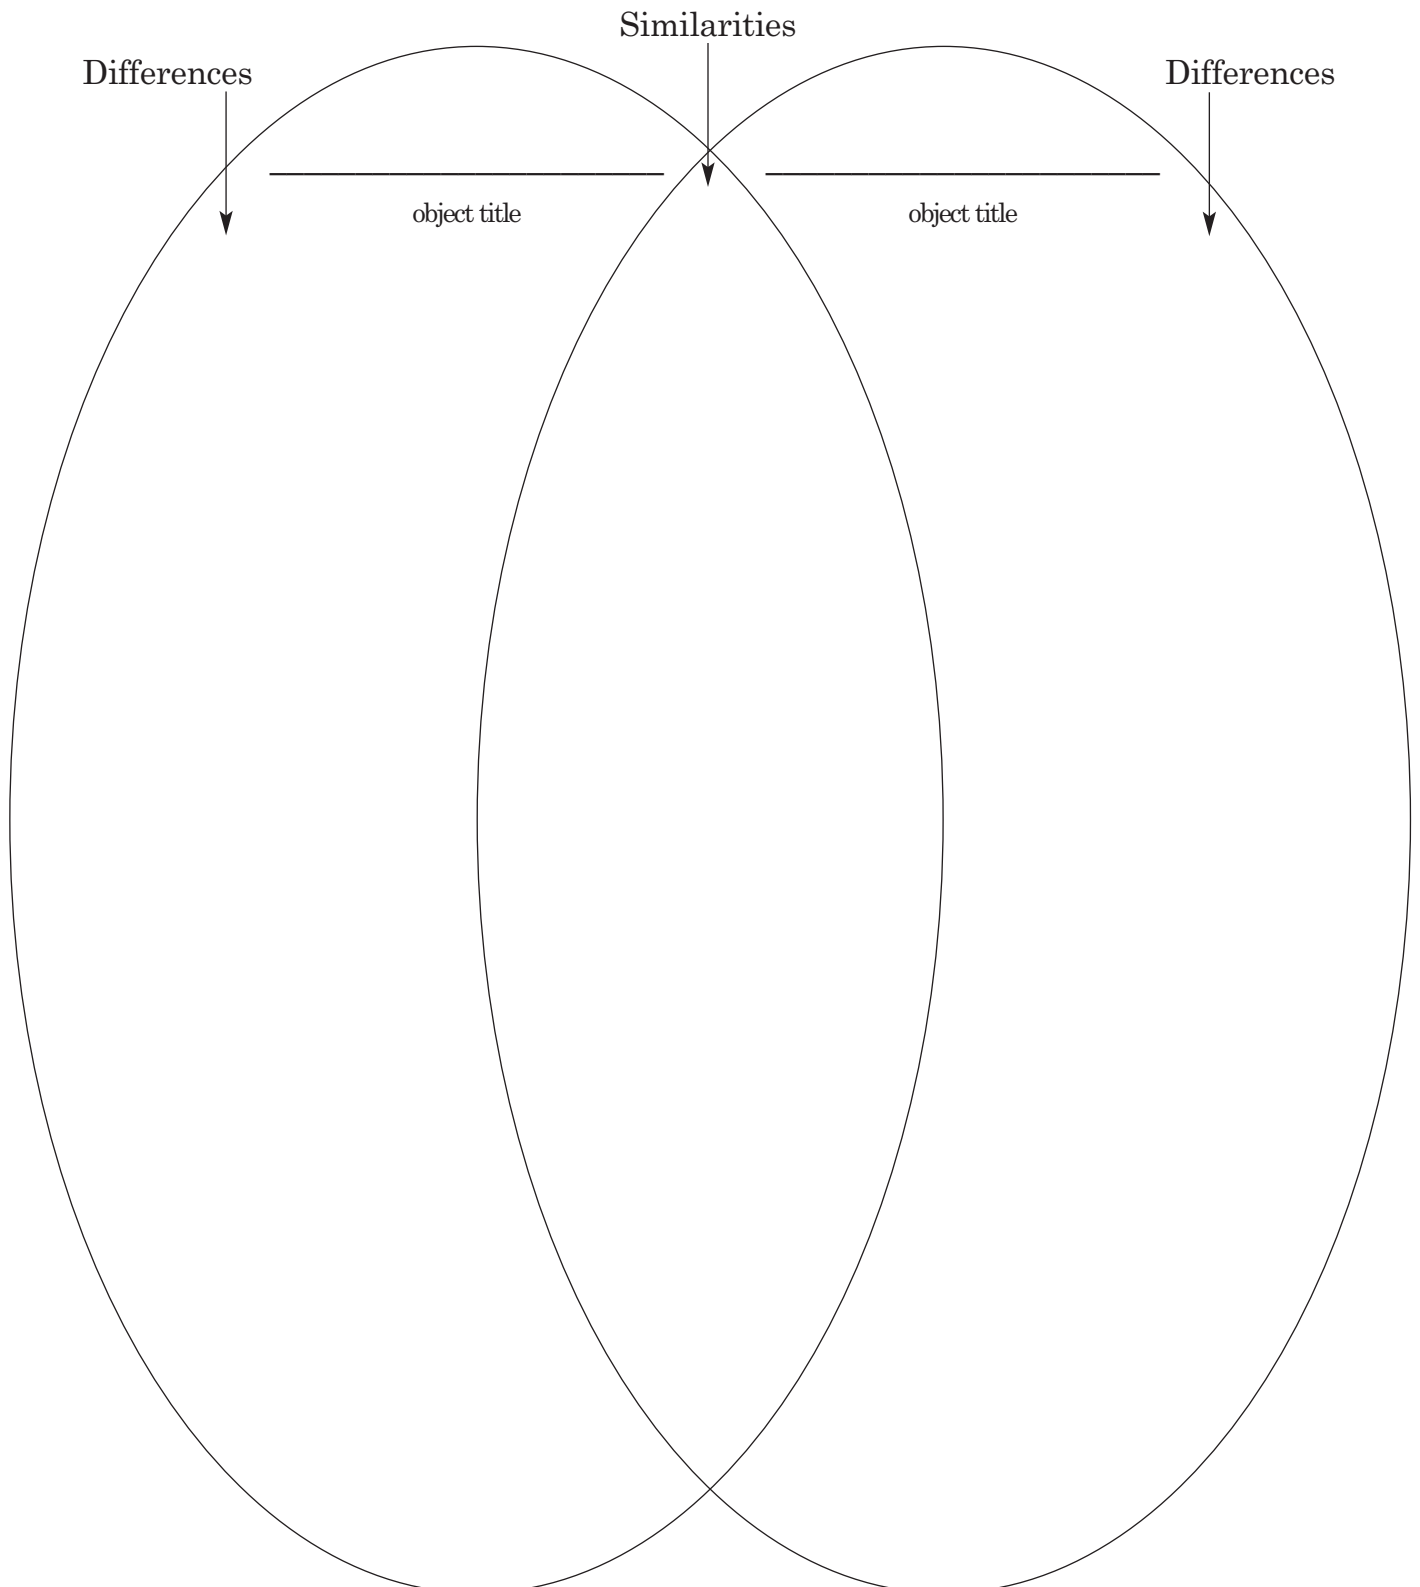 Similarities
Differences
Differences
object title
object title